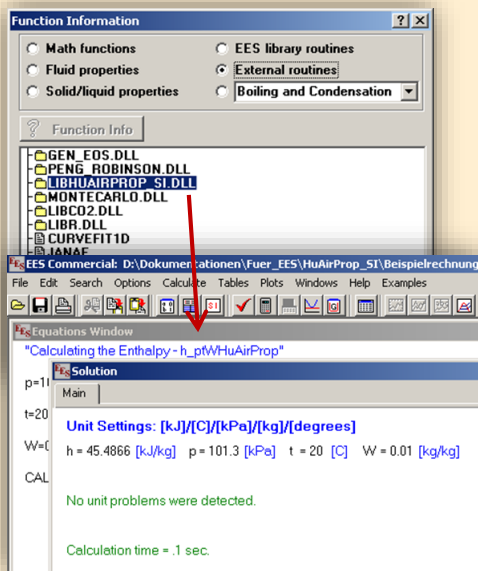 Function Information
Math functions
EES library routines
Fluid properties
External routines
Solid/liquid properties
Boiling and Condensation
? Function Info
GEN_EOS.DLL
PENG_ROBINSON.DLL
LIBHUAIRPROP_SI.DLL
MONTECARLO.DLL
LIBCO2.DLL
LIBR.DLL
CURVEFIT1D
JANAF
EES Commercial: D:\Dokumentationen\Fuer_EES\HuAirProp_SI\Beispielrechnung
File Edit Search Options Calculate Tables Plots Windows Help Examples
Equations Window
"Calculating the Enthalpy - h_ptWHuAirProp"
Solution
Main
p=1
t=20
W=0
CAL
Unit Settings: [kJ]/[C]/[kPa]/[kg]/[degrees]
h = 45.4866 [kJ/kg] p = 101.3 [kPa] t = 20 [C] W = 0.01 [kg/kg]
No unit problems were detected.
Calculation time = .1 sec.